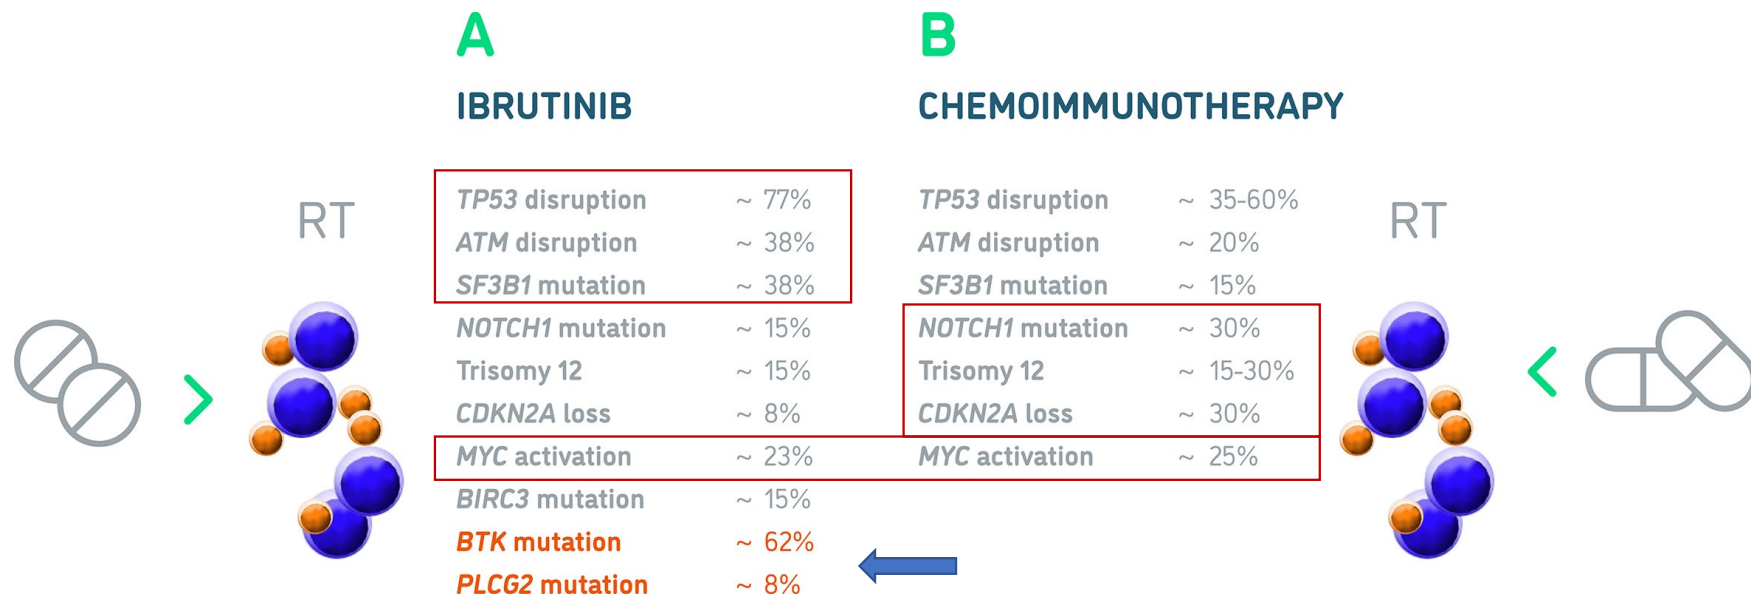 A
IBRUTINIB
RT
TP53 disruption ~ 77%
ATM disruption ~ 38%
SF3B1 mutation ~ 38%
NOTCH1 mutation ~ 15%
Trisomy 12 ~ 15%
CDKN2A loss ~ 8%
MYC activation ~ 23%
BIRC3 mutation ~ 15%
BTK mutation ~ 62%
PLCG2 mutation ~ 8%
B
CHEMOIMMUNOTHERAPY
TP53 disruption ~ 35-60%
ATM disruption ~ 20%
SF3B1 mutation ~ 15%
NOTCH1 mutation ~ 30%
Trisomy 12 ~ 15-30%
CDKN2A loss ~ 30%
MYC activation ~ 25%
RT